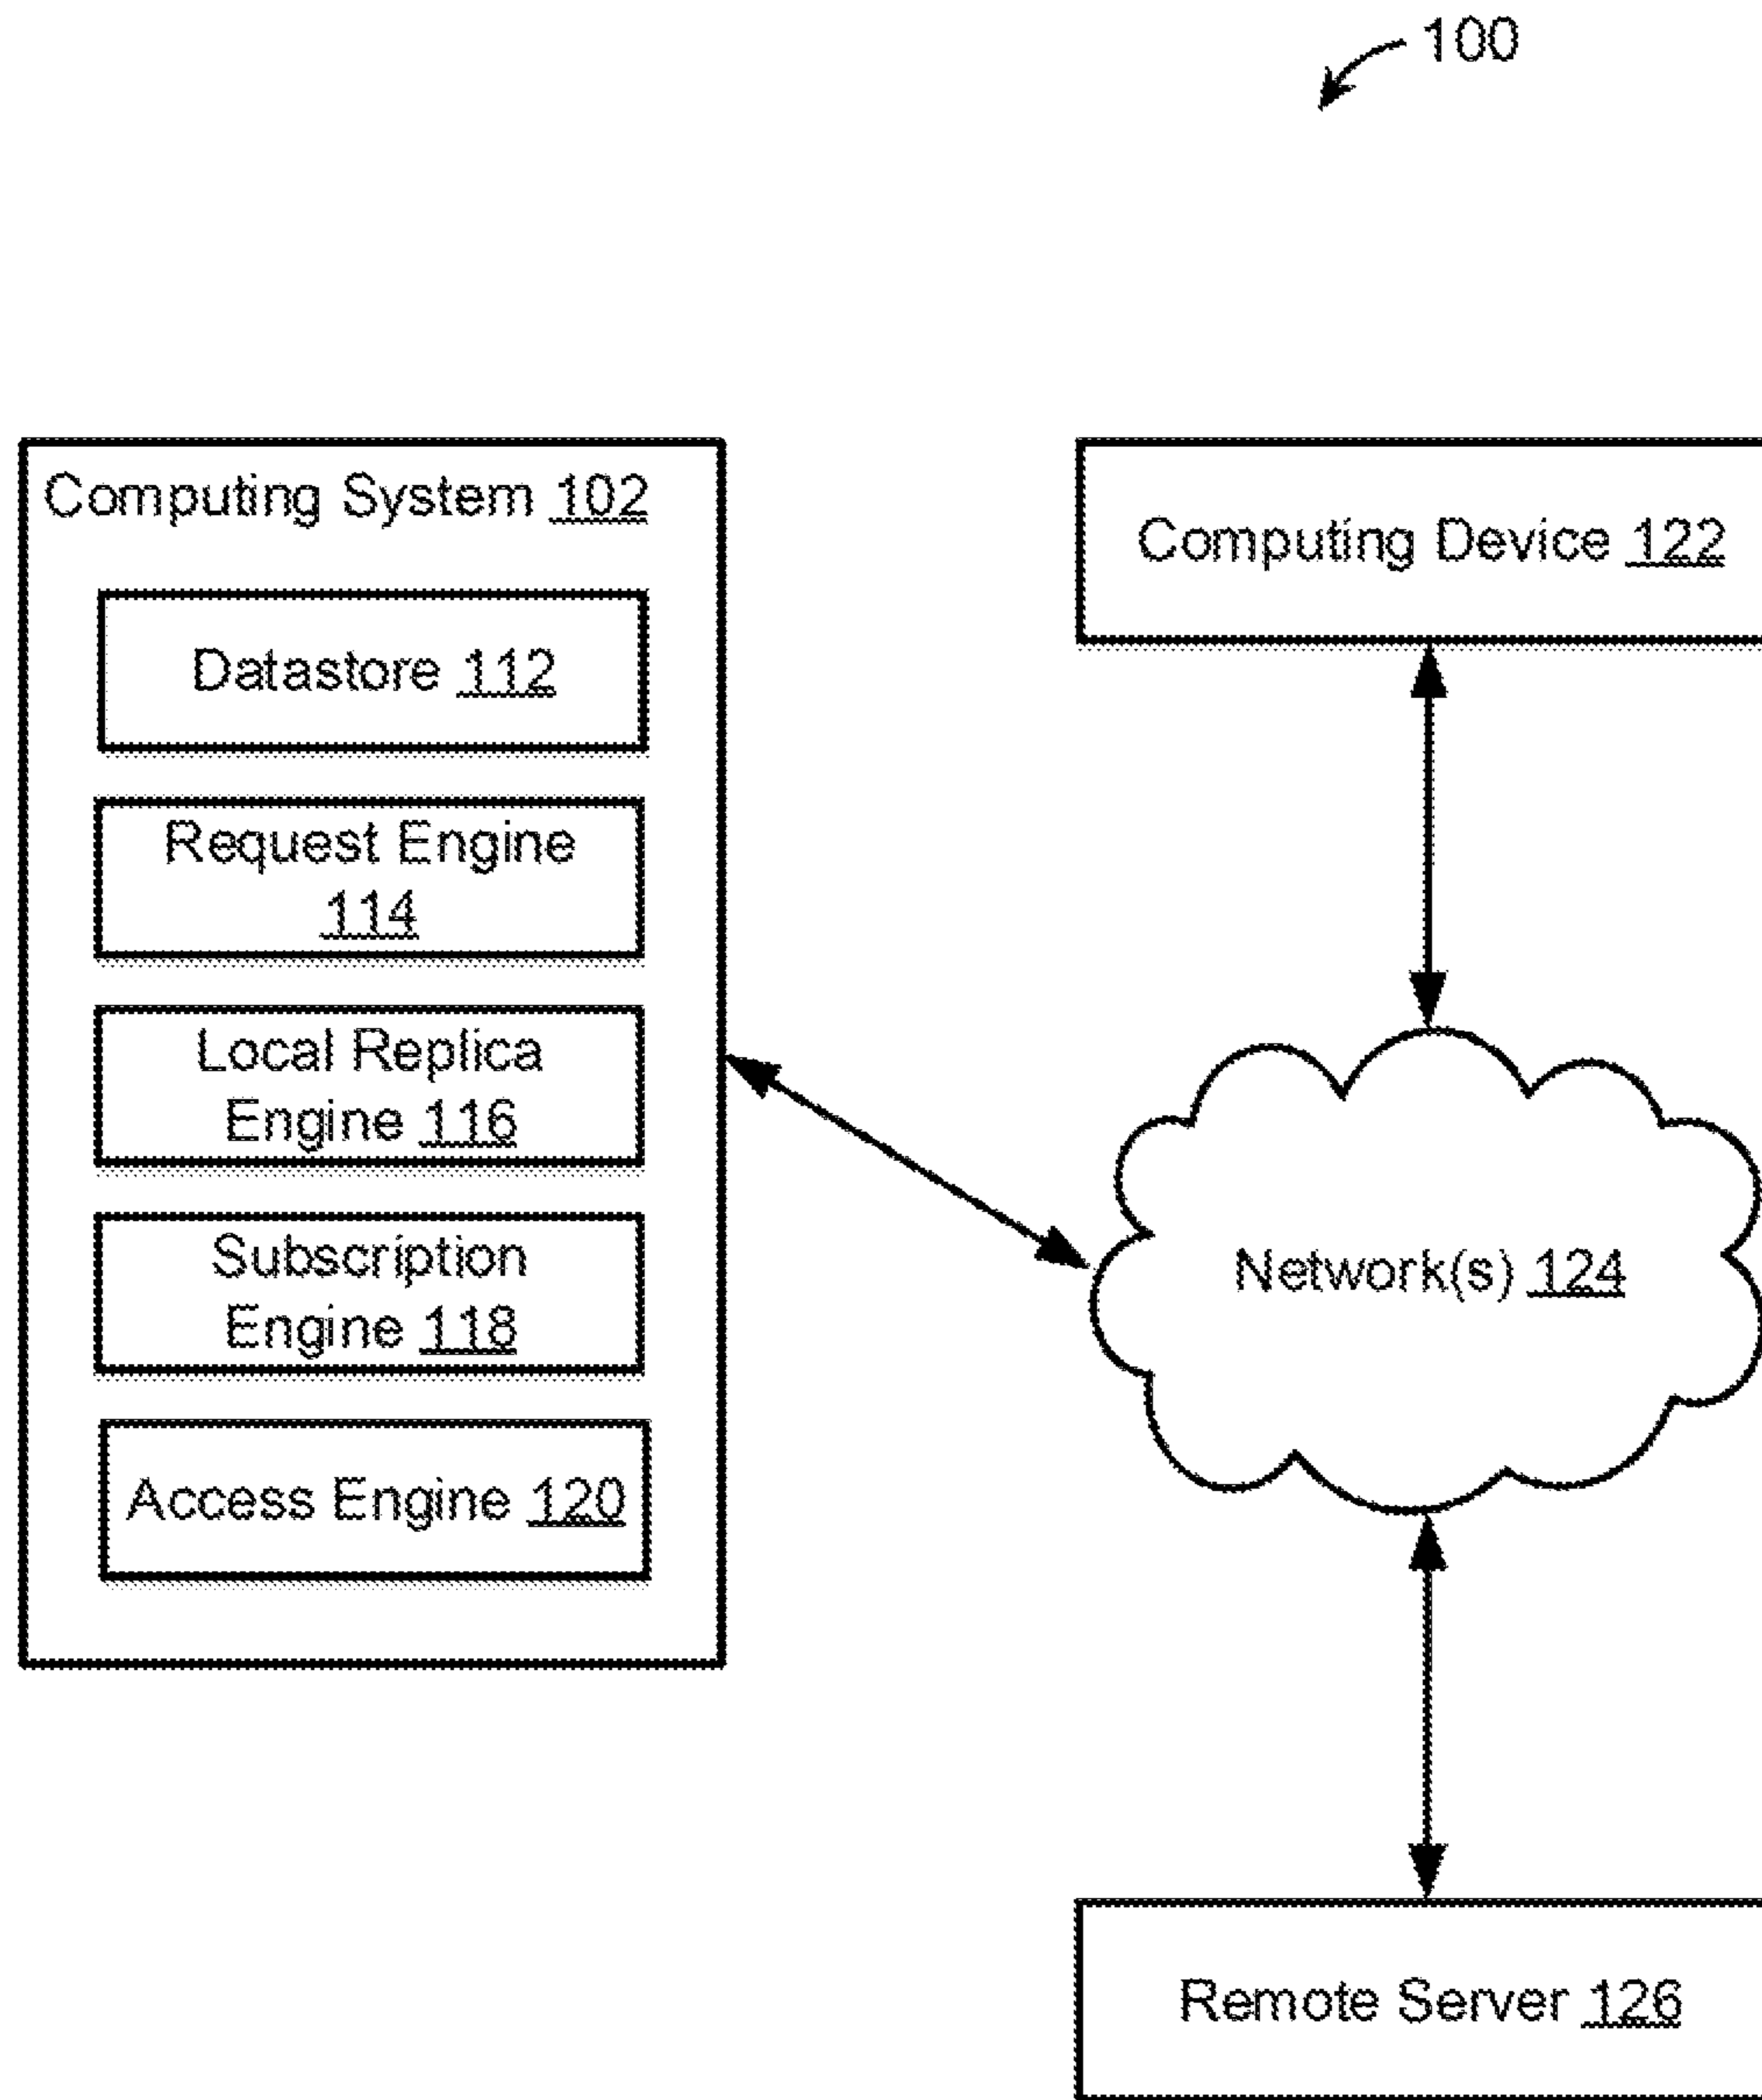 100
Computing System 102
Datastore 112
Request Engine
114
Local Replica
Engine 116
Subscription
Engine 118
Access Engine 120
Computing Device 122
Network(s) 124
Remote Server 126